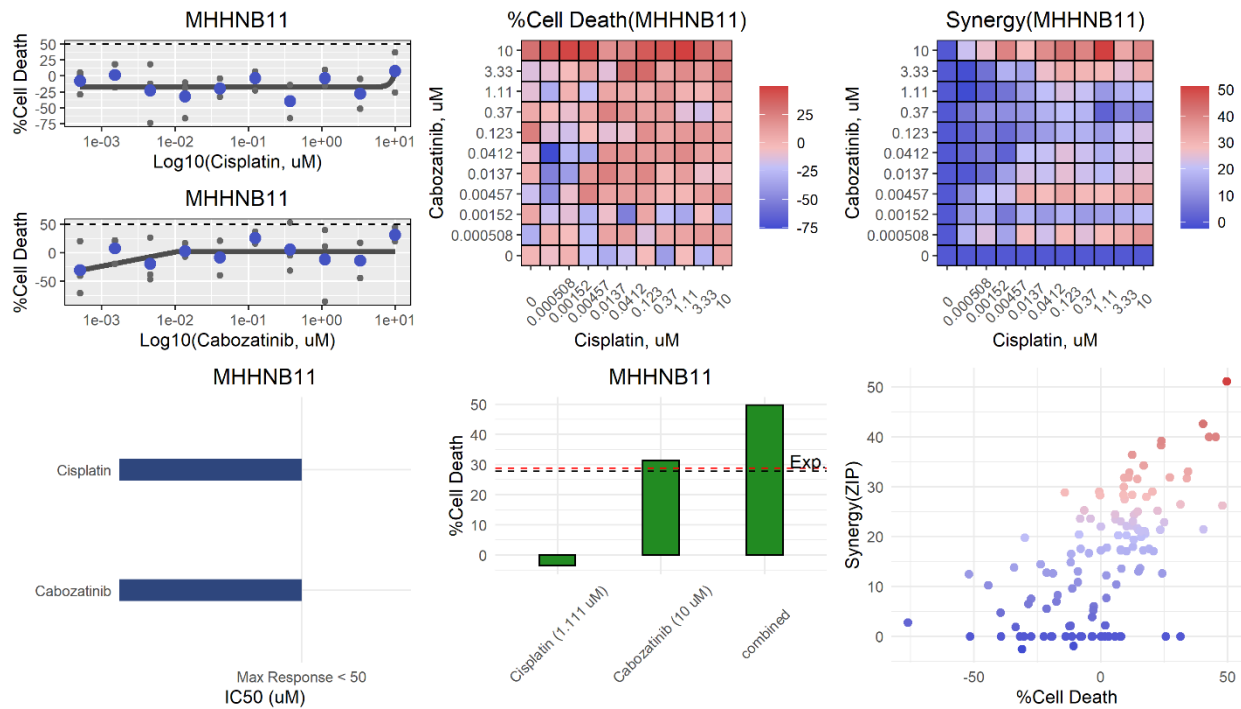 MHHNB11
%Cell Death
50
25
0
-25
-50
-75
1e-03
1e-02
1e-01
1e+00
1e+01
Log10(Cisplatin, uM)
MHHNB11
%Cell Death
50
0
-50
1e-03
1e-02
1e-01
1e+00
1e+01
Log10(Cabozatinib, uM)
%Cell Death(MHHNB11)
Cabozatinib, uM
10
3.33
1.11
0.37
0.123
0.0412
0.0137
0.00457
0.00152
0.000508
0
0
0.000508
0.00152
0.00457
0.0137
0.0412
0.123
0.37
1.11
3.33
10
Cisplatin, uM
25
0
-25
-50
-75
Synergy(MHHNB11)
Cabozatinib, uM
10
3.33
1.11
0.37
0.123
0.0412
0.0137
0.00457
0.00152
0.000508
0
0
0.000508
0.00152
0.00457
0.0137
0.0412
0.123
0.37
1.11
3.33
10
Cisplatin, uM
50
40
30
20
10
0
MHHNB11
Cisplatin
Cabozatinib
Max Response < 50
IC50 (uM)
MHHNB11
%Cell Death
50
40
30
20
10
0
Exp.
Cisplatin (1.111 uM)
Cabozatinib (10 uM)
combined
Synergy(ZIP)
50
40
30
20
10
0
-50
0
50
%Cell Death